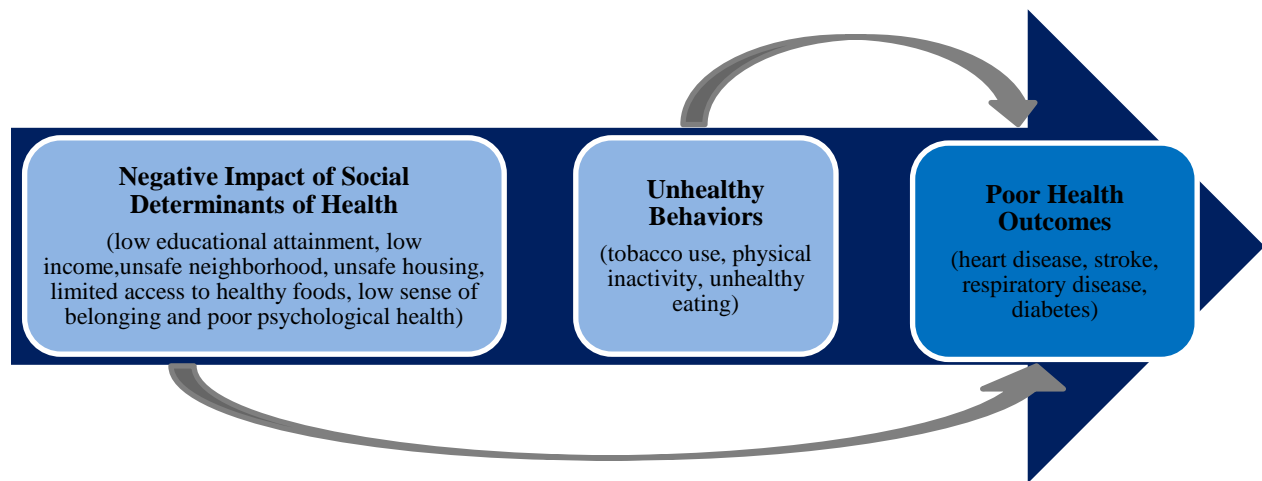 Negative Impact of Social
Determinants of Health
(low educational attainment, low
income,unsafe neighborhood, unsafe housing,
limited access to healthy foods, low sense of
belonging and poor psychological health)
Unhealthy
Behaviors
(tobacco use, physical
inactivity, unhealthy
eating)
Poor Health
Outcomes
(heart disease, stroke,
respiratory disease,
diabetes)